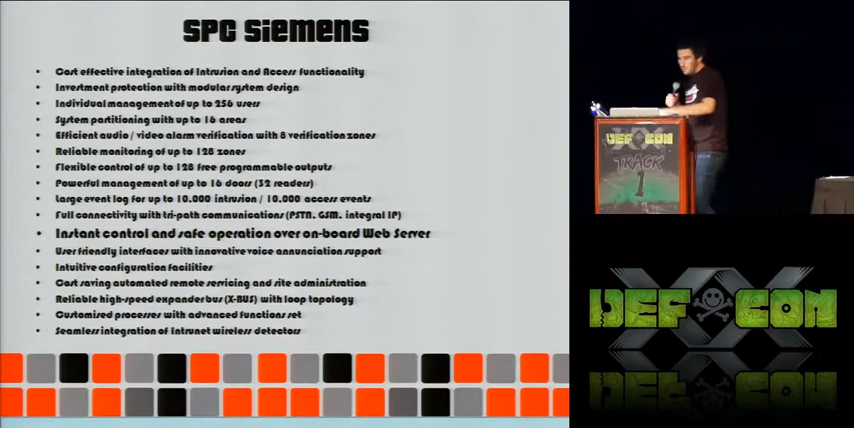 SPC Siemens
• Cost effective integration of Intrusion and Access functionality
• Investment protection with modular system design
• Individual management of up to 256 users
• System partitioning with up to 16 areas
• Efficient audio / video alarm verification with 8 verification zones
• Reliable monitoring of up to 128 zones
• Flexible control of up to 128 free programmable outputs
• Powerful management of up to 16 doors (32 readers)
• Large event log for up to 10.000 intrusion / 10.000 access events
• Full connectivity with tri-path communications (PSTN, GSM, integral IP)
• Instant control and safe operation over on-board Web Server
• User friendly interfaces with innovative voice annunciation support
• Intuitive configuration facilities
• Cost saving automated remote servicing and site administration
• Reliable high-speed expander bus (X-BUS) with loop topology
• Customised processes with advanced functions set
• Seamless integration of Intrunet wireless detectors
DEF CON
TRACK
1
XX
DEF CON